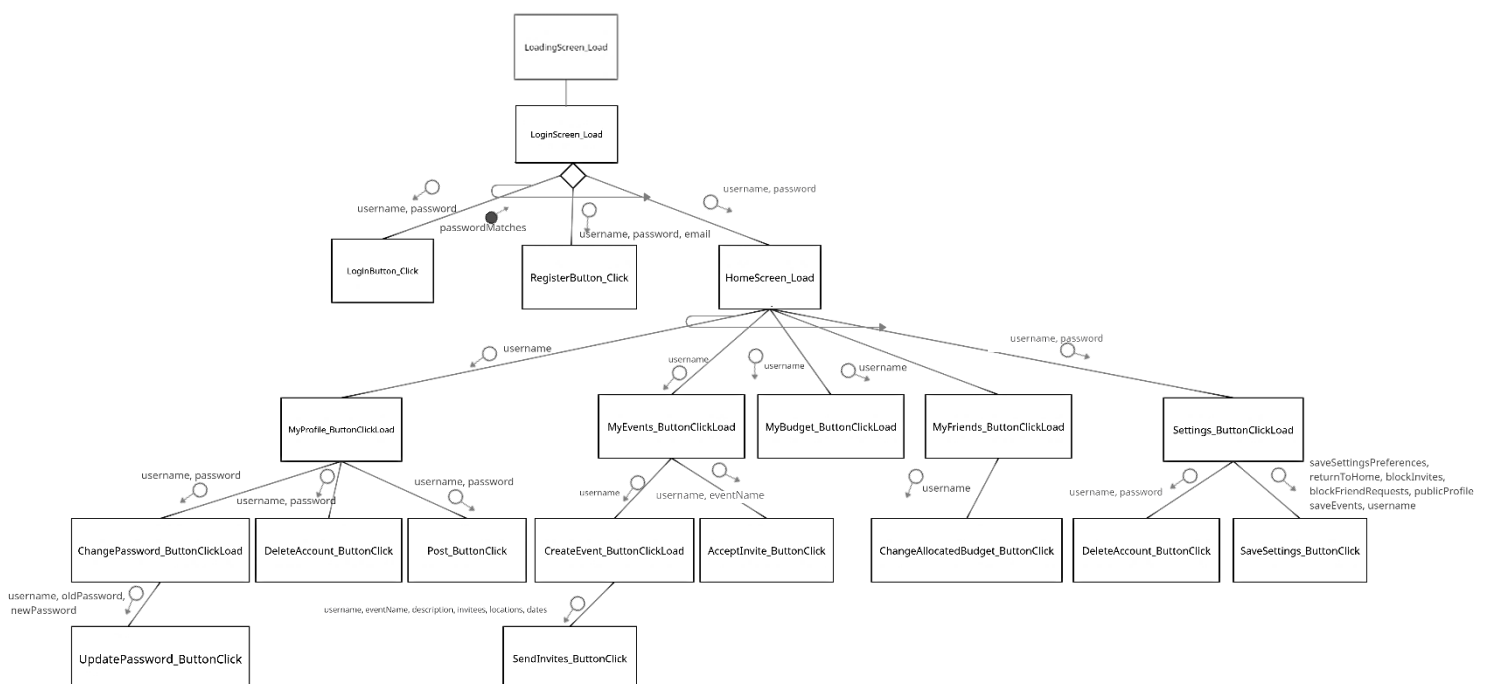 LoadingScreen_Load
LoginScreen_Load
username, password
passwordMatches
username, password, email
username, password
LoginButton_Click
RegisterButton_Click
HomeScreen_Load
username
username
username
username
username, password
MyProfile_ButtonClickLoad
MyEvents_ButtonClickLoad
MyBudget_ButtonClickLoad
MyFriends_ButtonClickLoad
Settings_ButtonClickLoad
username, password
username, password
username, password
username
username, eventName
username
username, password
saveSettingsPreferences,
returnToHome, blockInvites,
blockFriendRequests, publicProfile
saveEvents, username
ChangePassword_ButtonClickLoad
DeleteAccount_ButtonClick
Post_ButtonClick
CreateEvent_ButtonClickLoad
AcceptInvite_ButtonClick
ChangeAllocatedBudget_ButtonClick
DeleteAccount_ButtonClick
SaveSettings_ButtonClick
username, oldPassword,
newPassword
username, eventName, description, invitees, locations, dates
UpdatePassword_ButtonClick
SendInvites_ButtonClick